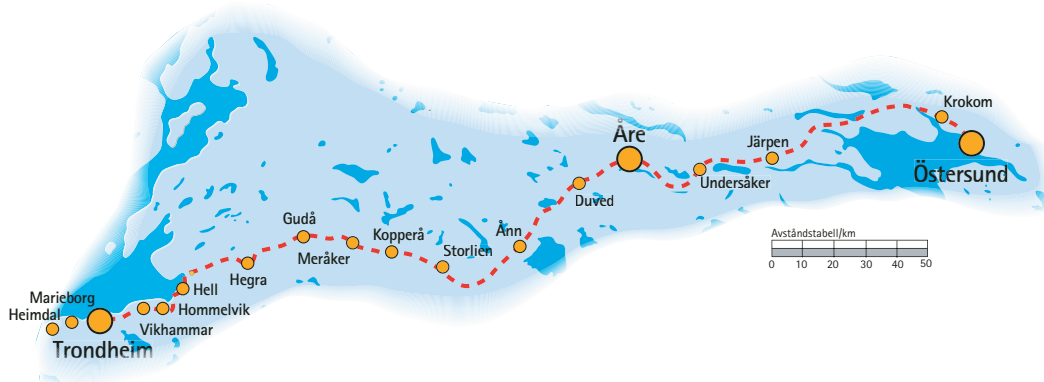 Krokom
Åre
Järpen
Östersund
Undersåker
Duved
Gudå
Kopperå
Ånn
Meråker
Storlien
Avståndstabell/km
0 10 20 30 40 50
Hegra
Hell
Marieborg
Hommelvik
Heimdal
Vikhammar
Trondheim